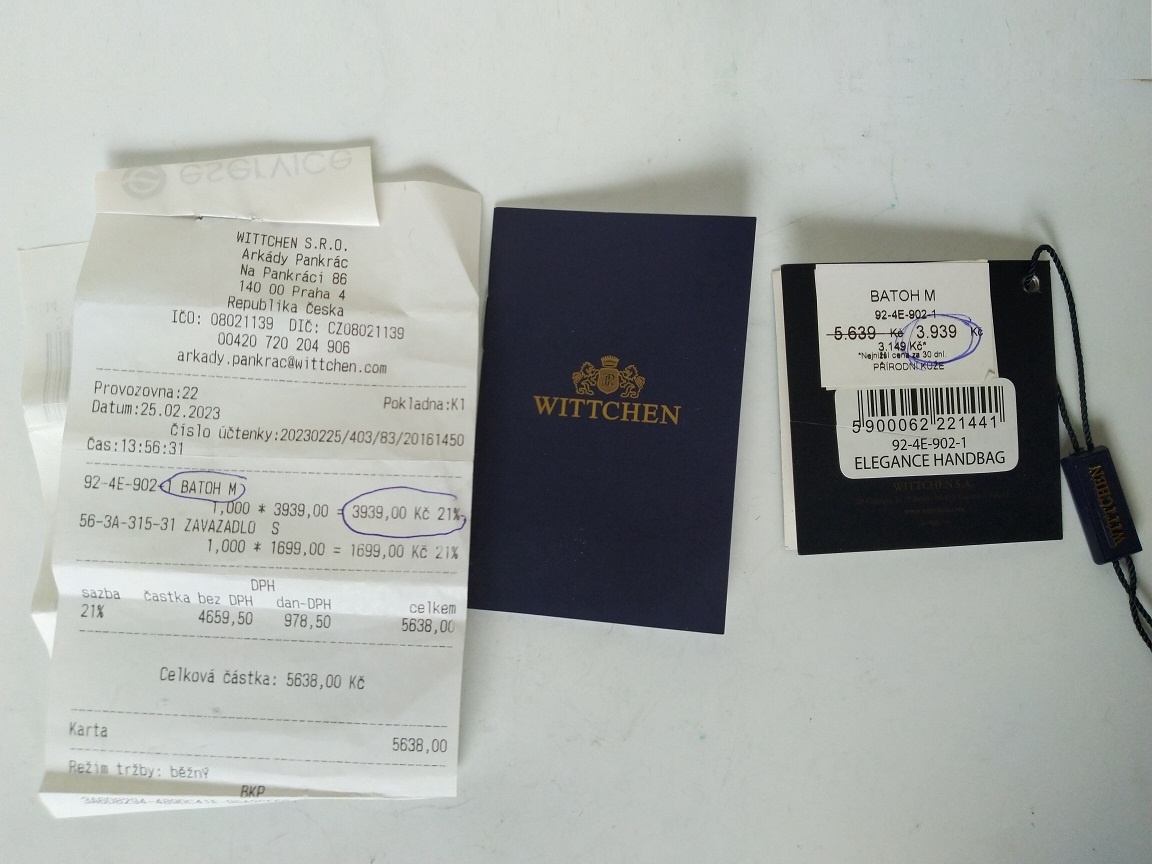 eservice
WITTCHEN S.R.O.
Arkády Pankrác
Na Pankráci 86
140 00 Praha 4
Republika Česka
IČO: 08021139 DIČ: CZ08021139
00420 720 204 906
arkady.pankrac@wittchen.com
Provozovna:22 Pokladna:K1
Datum:25.02.2023
Číslo účtenky:20230225/403/83/20161450
Čas:13:56:31
92-4E-902-1 BATOH M
1,000 * 3939,00 = 3939,00 Kč 21%
56-3A-315-31 ZAVAZADLO S
1,000 * 1699,00 = 1699,00 Kč 21%
DPH
sazba častka bez DPH dan-DPH celkem
21% 4659,50 978,50 5638,00
Celková částka: 5638,00 Kč
Karta 5638,00
Režim tržby: běžný
BKP
WITTCHEN
BATOH M
92-4E-902-1
5.639 Kč 3.939 Kč
3.149 Kč*
*Nejnižší cena za 30 dní.
PŘÍRODNÍ KŮŽE
5900062221441
92-4E-902-1
ELEGANCE HANDBAG
WITTCHEN S.A.
WITTCHEN